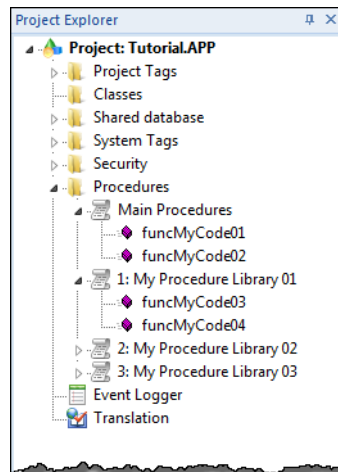 Project Explorer
Project: Tutorial.APP
Project Tags
Classes
Shared database
System Tags
Security
Procedures
Main Procedures
funcMyCode01
funcMyCode02
1: My Procedure Library 01
funcMyCode03
funcMyCode04
2: My Procedure Library 02
3: My Procedure Library 03
Event Logger
Translation